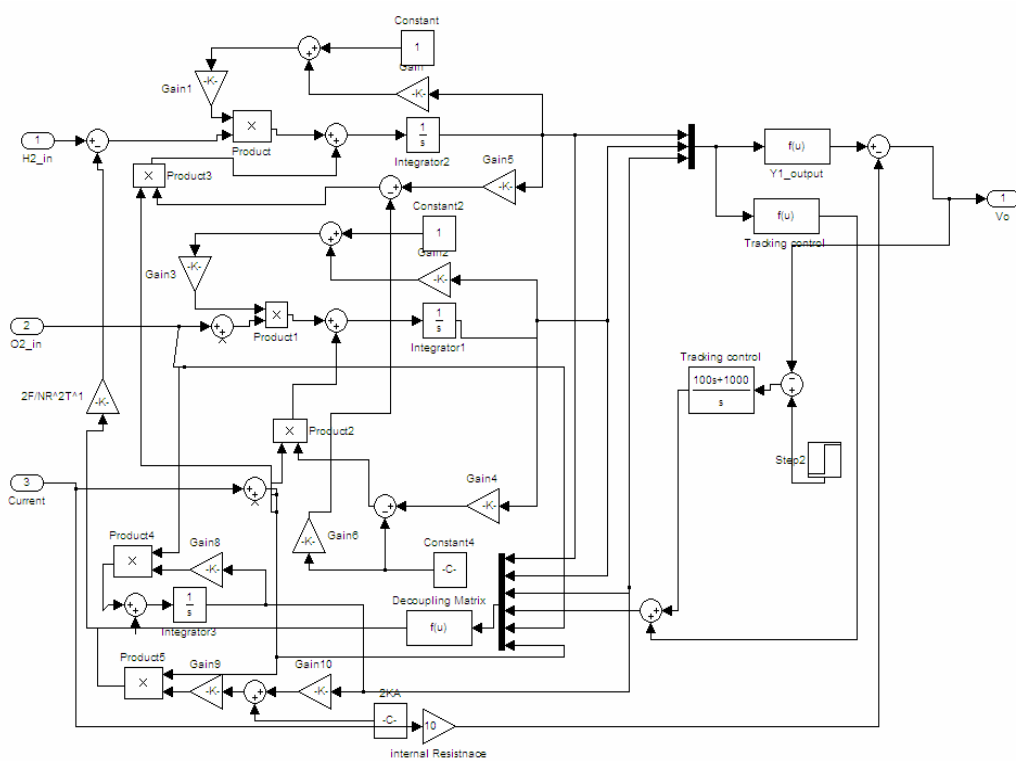 Constant
1
Gain
-K-
Gain1
-K-
1
H2_in
×
Product
1
s
Integrator2
f(u)
Y1_output
×
Product3
Gain5
-K-
Constant2
1
f(u)
Tracking control
1
Vo
Gain2
-K-
Gain3
-K-
2
O2_in
×
Product1
1
s
Integrator1
Tracking control
100s+1000
s
2F/NR^2T^1
-K-
×
Product2
Step2
3
Current
Gain4
-K-
Gain6
-K-
Product4
×
Gain8
-K-
Constant4
-C-
1
s
Integrator3
Decoupling Matrix
f(u)
Product5
×
Gain9
-K-
Gain10
-K-
2KA
-C-
10
internal Resistnace